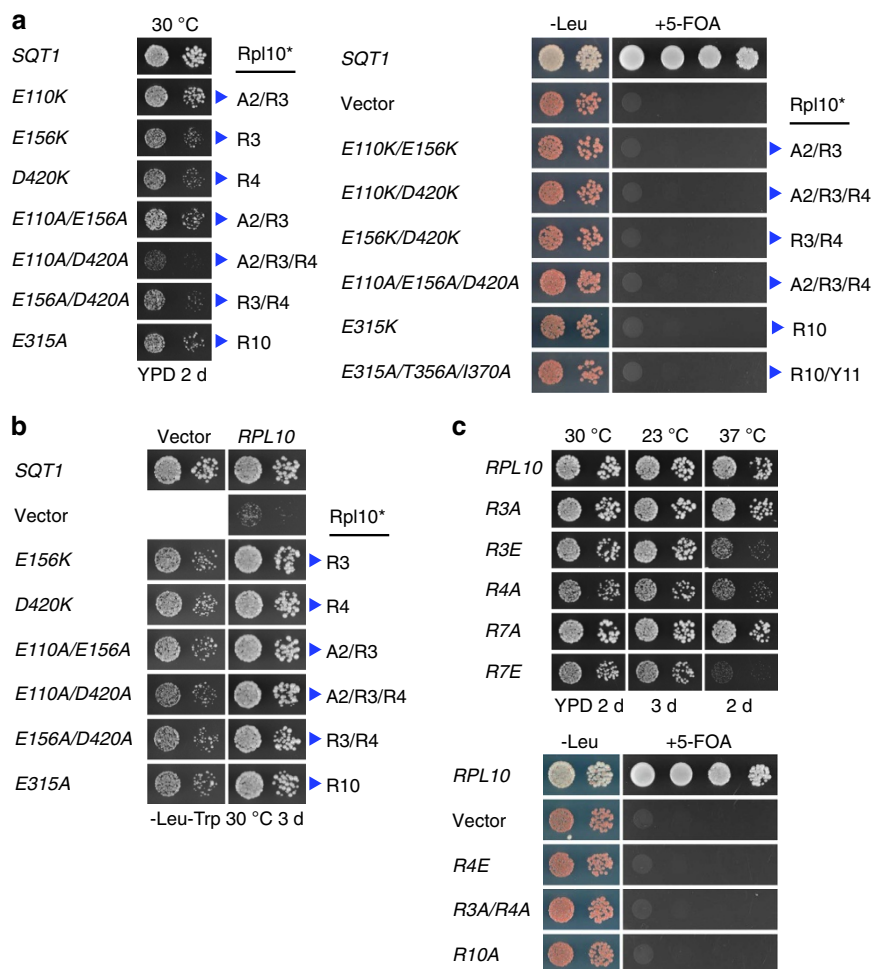 a
30 °C
Rpl10*
SQT1
E110K A2/R3
E156K R3
D420K R4
E110A/E156A A2/R3
E110A/D420A A2/R3/R4
E156A/D420A R3/R4
E315A R10
YPD 2 d
-Leu +5-FOA
SQT1
Vector Rpl10*
E110K/E156K A2/R3
E110K/D420K A2/R3/R4
E156K/D420K R3/R4
E110A/E156A/D420A A2/R3/R4
E315K R10
E315A/T356A/I370A R10/Y11
b
Vector RPL10
SQT1
Vector Rpl10*
E156K R3
D420K R4
E110A/E156A A2/R3
E110A/D420A A2/R3/R4
E156A/D420A R3/R4
E315A R10
-Leu-Trp 30 °C 3 d
c
30 °C 23 °C 37 °C
RPL10
R3A
R3E
R4A
R7A
R7E
YPD 2 d 3 d 2 d
-Leu +5-FOA
RPL10
Vector
R4E
R3A/R4A
R10A